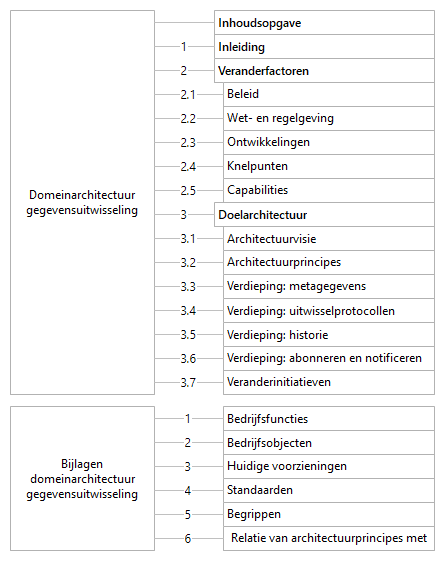 Domeinarchitectuur
gegevensuitwisseling
Inhoudsopgave
1 Inleiding
2 Veranderfactoren
2.1 Beleid
2.2 Wet- en regelgeving
2.3 Ontwikkelingen
2.4 Knelpunten
2.5 Capabilities
3 Doelarchitectuur
3.1 Architectuurvisie
3.2 Architectuurprincipes
3.3 Verdieping: metagegevens
3.4 Verdieping: uitwisselprotocollen
3.5 Verdieping: historie
3.6 Verdieping: abonneren en notificeren
3.7 Veranderinitiatieven
Bijlagen
domeinarchitectuur
gegevensuitwisseling
1 Bedrijfsfuncties
2 Bedrijfsobjecten
3 Huidige voorzieningen
4 Standaarden
5 Begrippen
6 Relatie van architectuurprincipes met